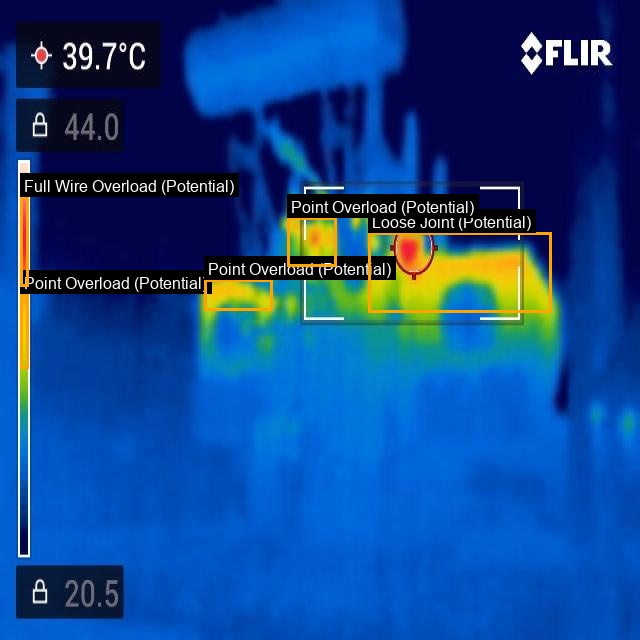 39.7°C
FLIR
44.0
Full Wire Overload (Potential)
Point Overload (Potential)
Loose Joint (Potential)
Point Overload (Potential)
Point Overload (Potential
20.5